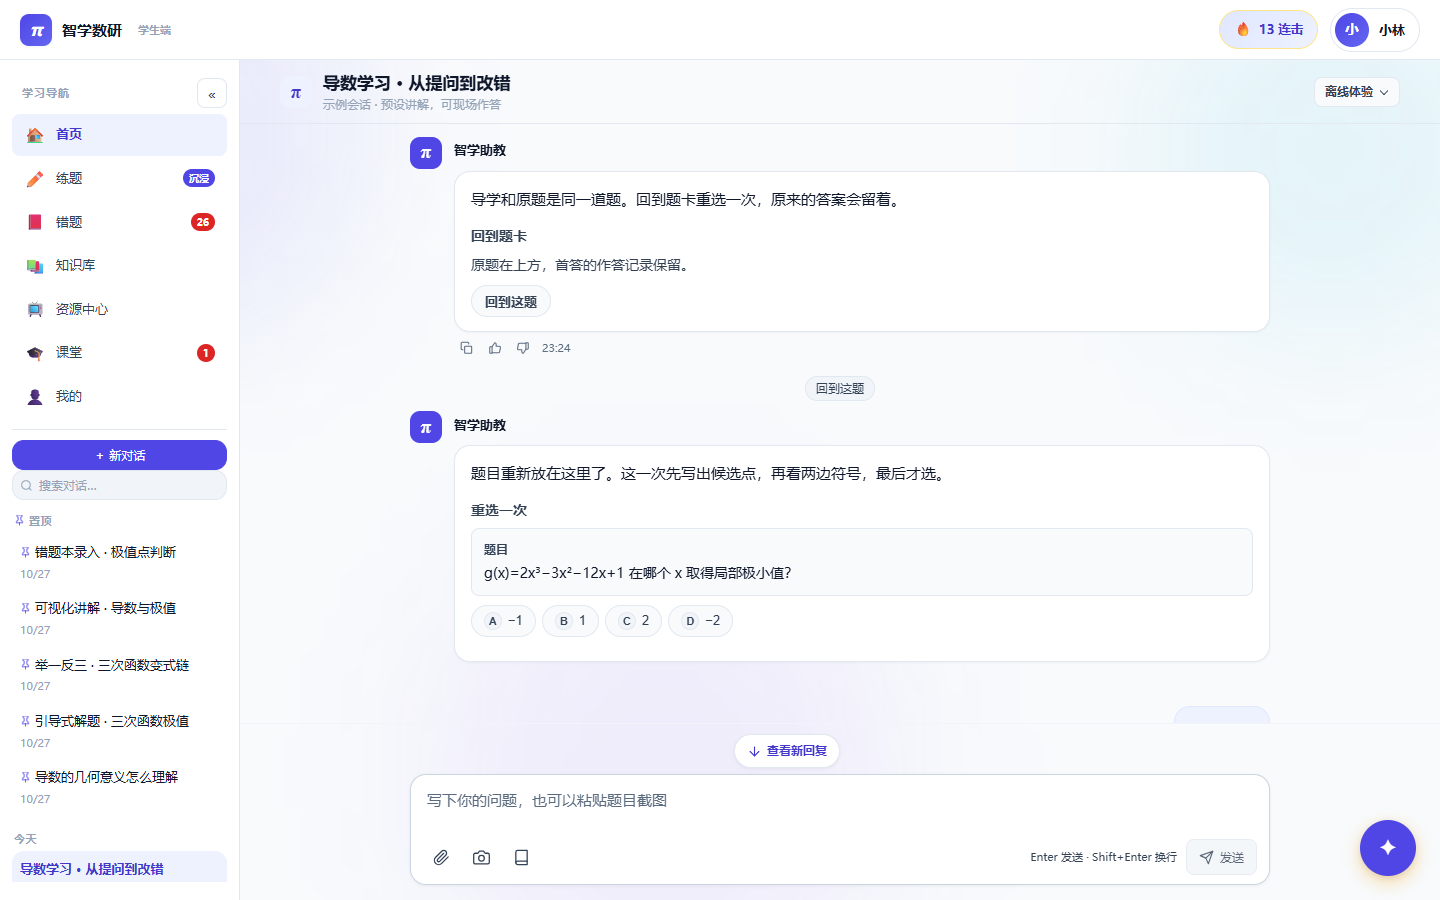 π 智学数研 学生端
13 连击
小 小林
学习导航
«
首页
练题 沉浸
错题 26
知识库
资源中心
课堂 1
我的
+ 新对话
搜索对话...
置顶
错题本录入 · 极值点判断
10/27
可视化讲解 · 导数与极值
10/27
举一反三 · 三次函数变式链
10/27
引导式解题 · 三次函数极值
10/27
导数的几何意义怎么理解
10/27
今天
导数学习 • 从提问到改错
π 导数学习 • 从提问到改错
示例会话 · 预设讲解，可现场作答
离线体验
π 智学助教
导学和原题是同一道题。回到题卡重选一次，原来的答案会留着。
回到题卡
原题在上方，首答的作答记录保留。
回到这题
23:24
回到这题
π 智学助教
题目重新放在这里了。这一次先写出候选点，再看两边符号，最后才选。
重选一次
题目
g(x)=2x³−3x²−12x+1 在哪个 x 取得局部极小值？
A −1 B 1 C 2 D −2
查看新回复
写下你的问题，也可以粘贴题目截图
Enter 发送 · Shift+Enter 换行
发送